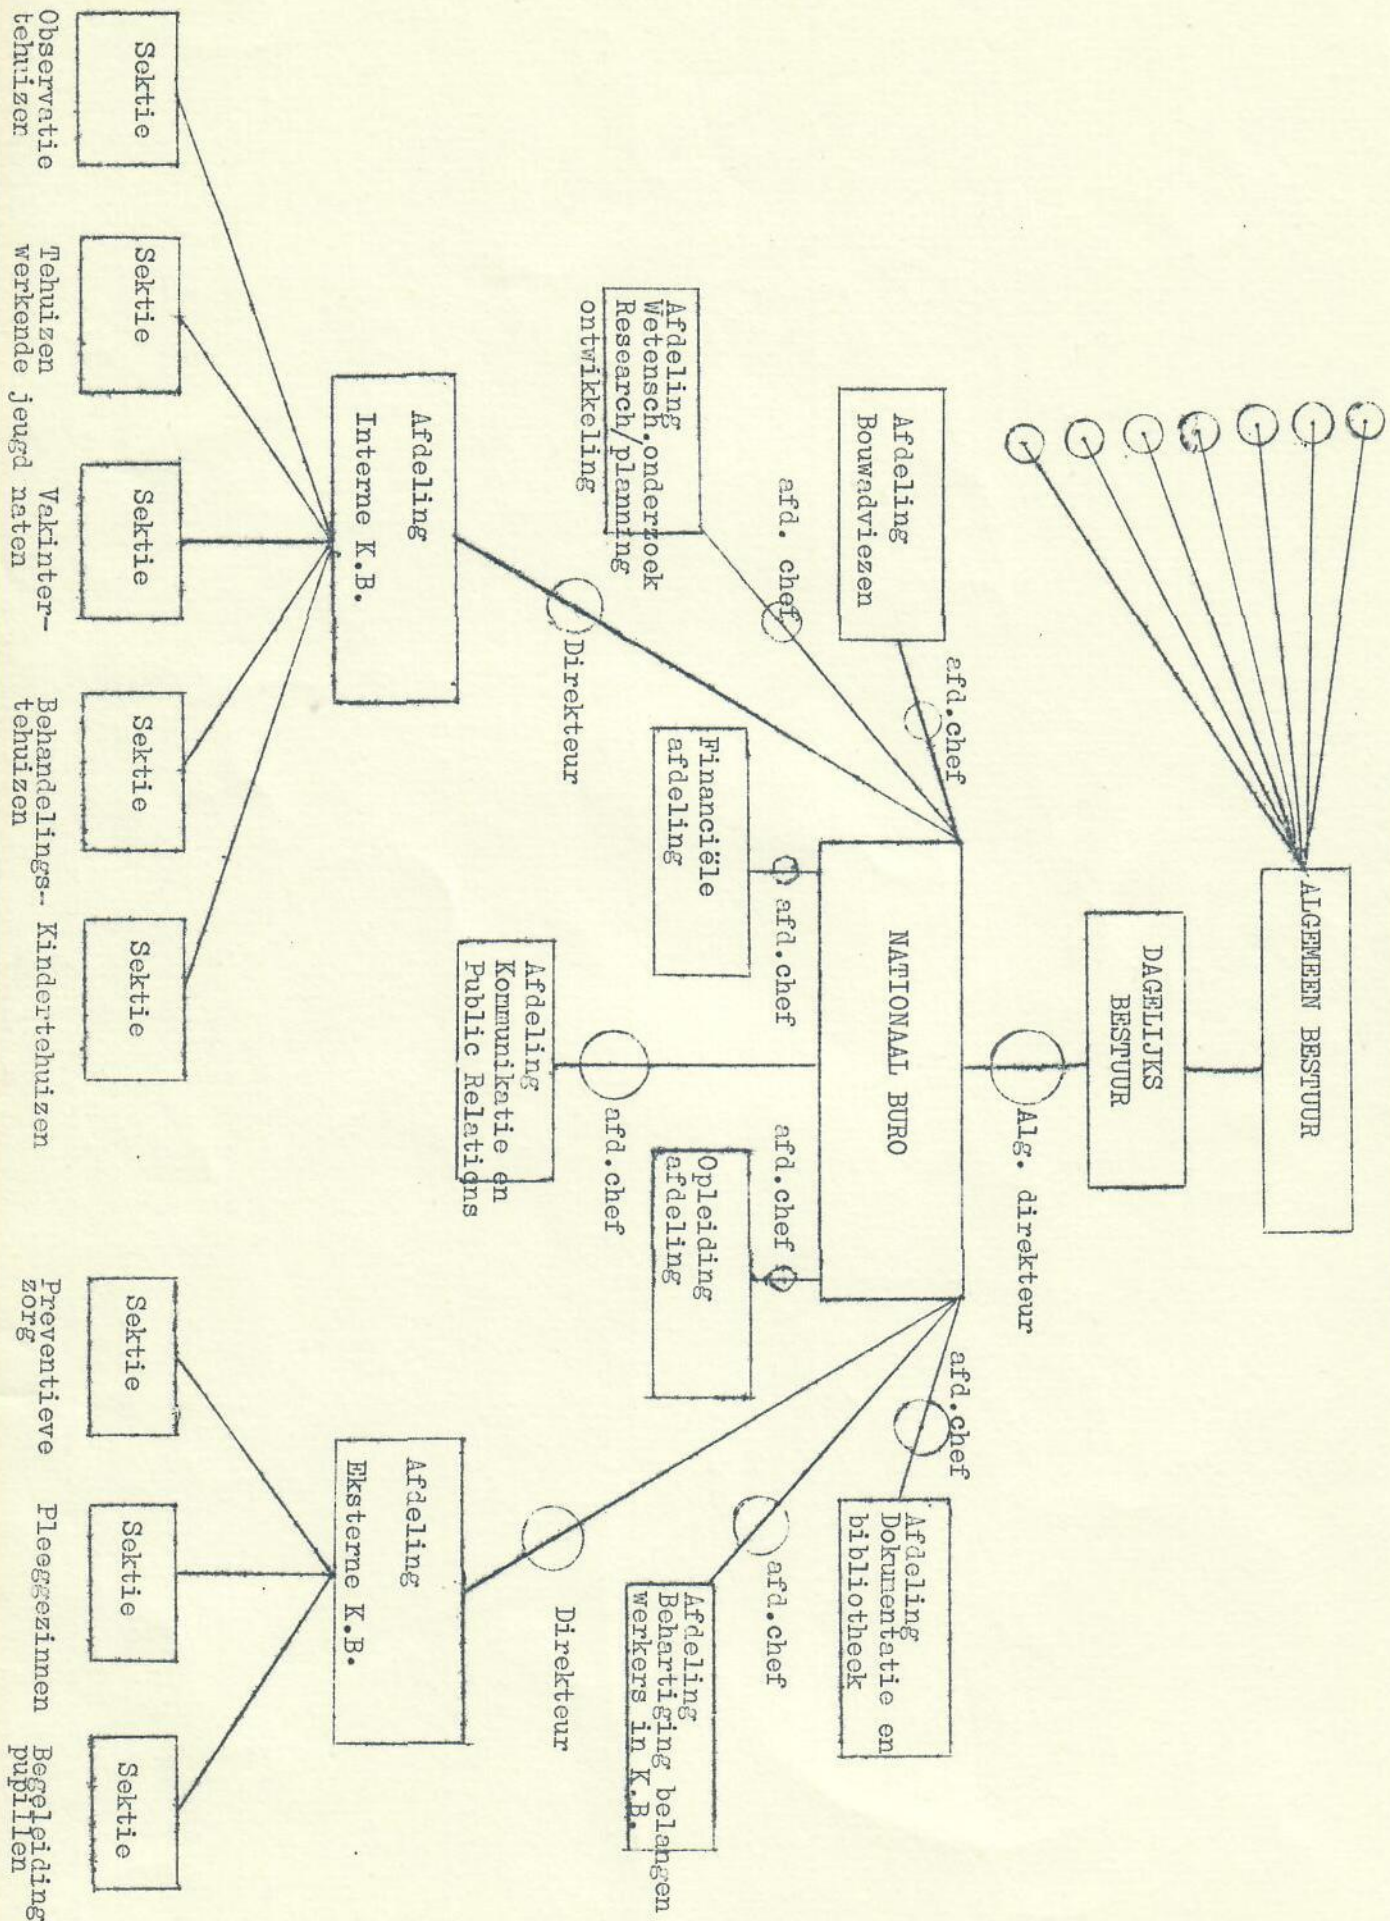 ALGEMEEN BESTUUR
DAGELIJKS
BESTUUR
Alg. direkteur
NATIONAAL BURO
afd.chef
Afdeling
Bouwadviezen
afd. chef
Afdeling
Wetensch.onderzoek
Research/planning
ontwikkeling
afd.chef
Financiële
afdeling
afd.chef
Afdeling
Kommunikatie en
Public Relations
afd.chef
Opleiding
afdeling
afd.chef
Afdeling
Dokumentatie en
bibliotheek
afd.chef
Afdeling
Behartiging belangen
werkers in K.B.
Direkteur
Afdeling
Interne K.B.
Direkteur
Afdeling
Eksterne K.B.
Sektie
Observatie
tehuizen
Sektie
Tehuizen
werkende jeugd
Sektie
Vakinter-
naten
Sektie
Behandelings-
tehuizen
Sektie
Kindertehuizen
Sektie
Preventieve
zorg
Sektie
Pleeggezinnen
Sektie
Begeleiding
pupillen